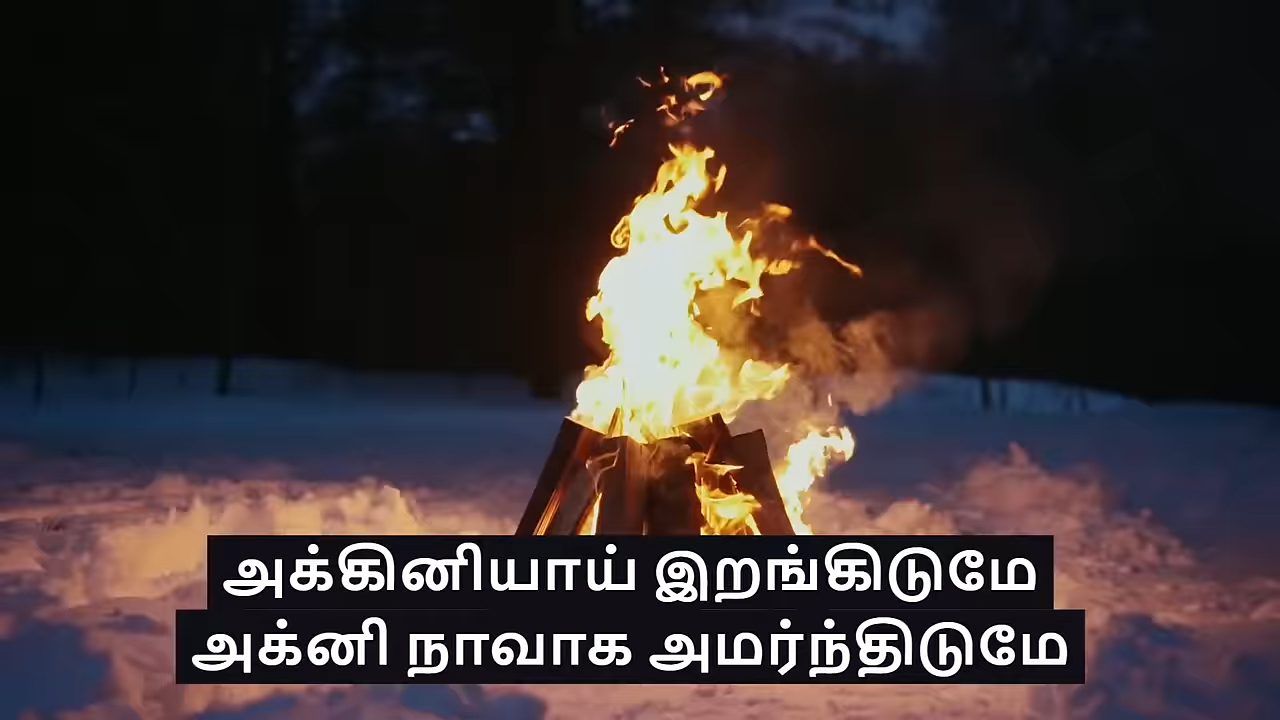 அக்கினியாய் இறங்கிடுமே
அக்னி நாவாக அமர்ந்திடுமே